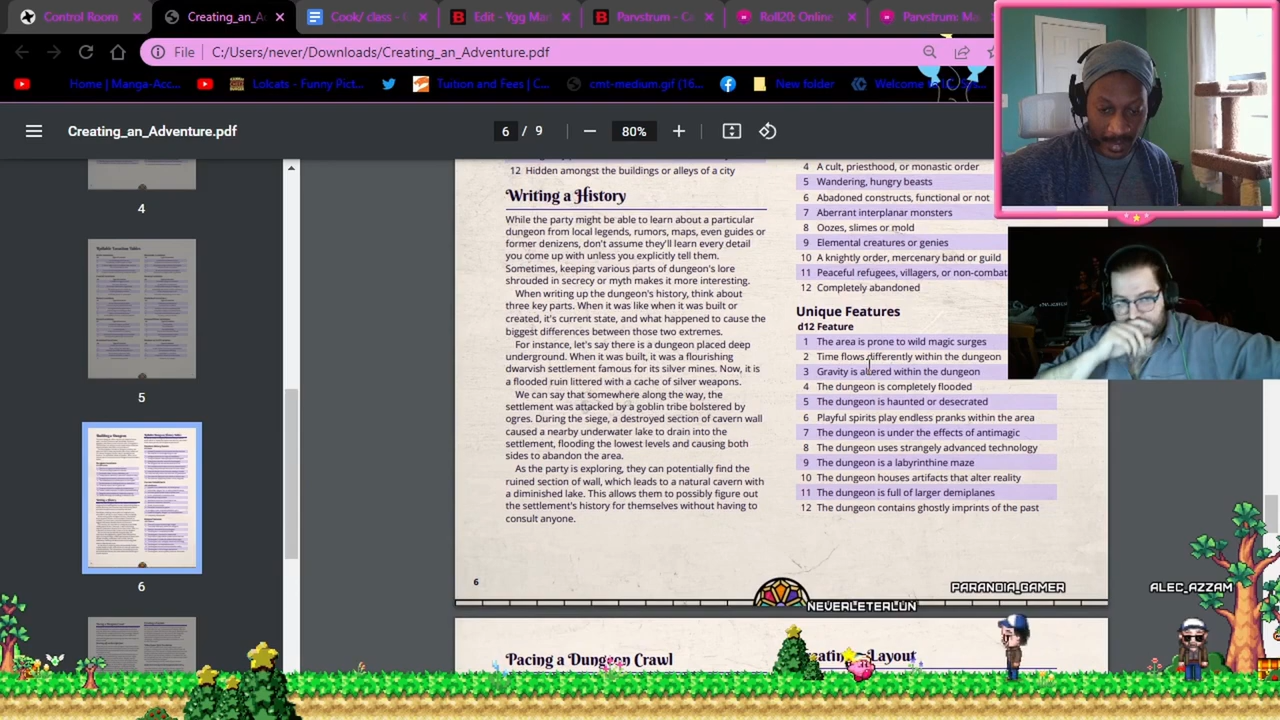 Control Room
Creating_an_A
Cook/ class - G
Edit - Ygg Mar
Parvstrum - Ca
Roll20: Online
Parvstrum: Ma
File
C:/Users/never/Downloads/Creating_an_Adventure.pdf
Home | Manga-Acc...
Lolcats - Funny Pict...
Tuition and Fees | C...
cmt-medium.gif (16...
New folder
Creating_an_Adventure.pdf
6 / 9
80%
4
5
6
12 Hidden amongst the buildings or alleys of a city
Writing a History
While the party might be able to learn about a particular
dungeon from local legends, rumors, maps, even guides or
former denizens, don't assume they'll learn every detail
you come up with unless you explicitly tell them.
Sometimes, keeping various parts of dungeon's lore
shrouded in secrecy or myth makes it more interesting.
When writing up the dungeon's history, think about
three key parts. When it was like when it was built or
created, it's current state, and what happened to cause the
biggest differences between those two extremes.
For instance, let's say there is a dungeon placed deep
underground. When it was built, it was a flourishing
dwarvish settlement famous for its silver mines. Now, it is
a flooded ruin littered with a cache of silver weapons.
We can say that somewhere along the way, the
settlement was attacked by a goblin tribe bolstered by
ogres. During the siege, a destroyed section of cavern wall
caused a nearby underwater lake to drain into the
settlement, flooding the lowest levels and causing both
sides to abandon the area.
As the party is exploring, they can potentially find the
ruined section of wall, which leads to a natural cavern with
a diminished lake. This allows them to possibly figure out
the settlement's history for themselves without having to
consult anyone.
4 A cult, priesthood, or monastic order
5 Wandering, hungry beasts
6 Abadoned constructs, functional or not
7 Aberrant interplanar monsters
8 Oozes, slimes or mold
9 Elemental creatures or genies
10 A knightly order, mercenary band or guild
11 Peaceful refugees, villagers, or non-combat
12 Completely abandoned
Unique Features
d12 Feature
1 The area is prone to wild magic surges
2 Time flows differently within the dungeon
3 Gravity is altered within the dungeon
4 The dungeon is completely flooded
5 The dungeon is haunted or desecrated
6 Playful spirits play endless pranks within the area
7 The dungeon is under the effects of antimagic
8 The dungeon uses strangely advanced technology
9 The dungeon is a labyrinthine maze
10 The dungeon houses artifacts that alter reality
11 The dungeon is full of larger demiplanes
12 The dungeon contains ghostly imprints of the past
6
NEVERLETERLUN
PARANOIA_GAMER
ALEC_AZZAM
Pacing a Dungeon Crawl
Layout